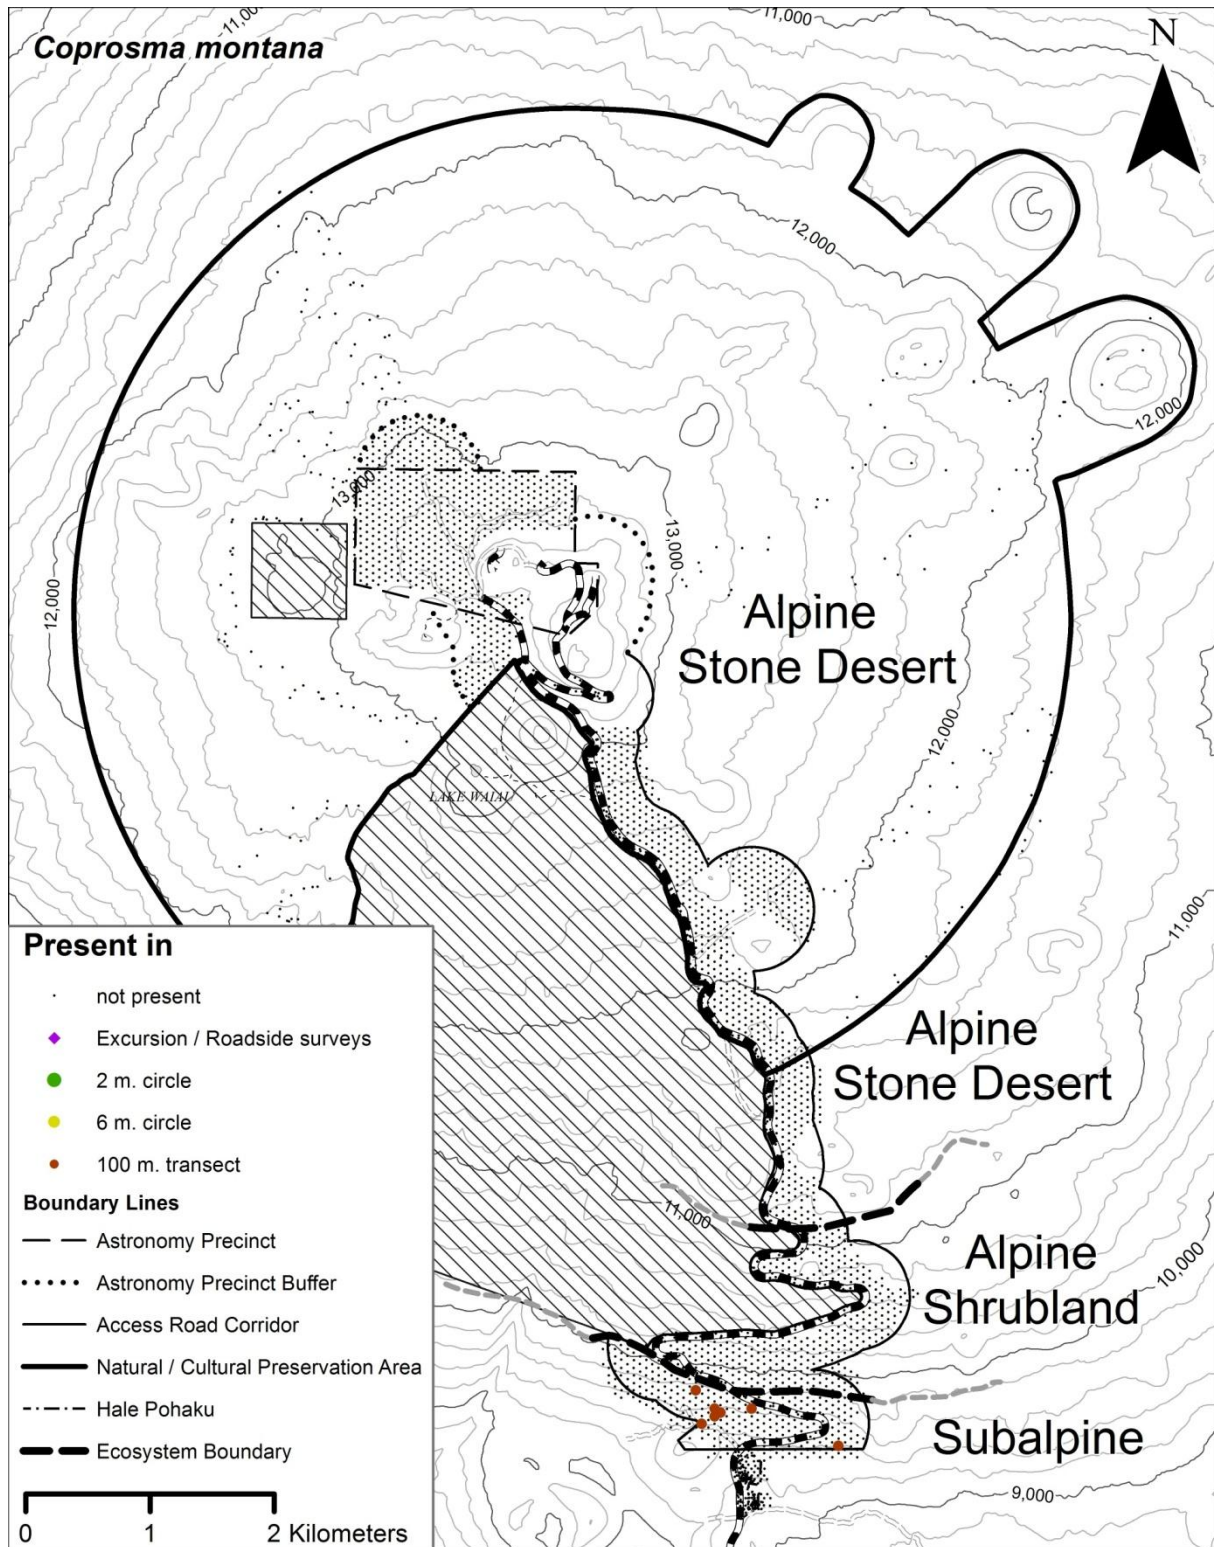 11,000
11,000
Coprosma montana
N
12,000
12,000
13,000
13,000
12,000
Alpine
Stone Desert
12,000
LAKE WAIAU
11,000
Present in
not present
Excursion / Roadside surveys
2 m. circle
6 m. circle
100 m. transect
Boundary Lines
Astronomy Precinct
Astronomy Precinct Buffer
Access Road Corridor
Natural / Cultural Preservation Area
Hale Pohaku
Ecosystem Boundary
0 1 2 Kilometers
Alpine
Stone Desert
11,000
Alpine
Shrubland
10,000
Subalpine
9,000